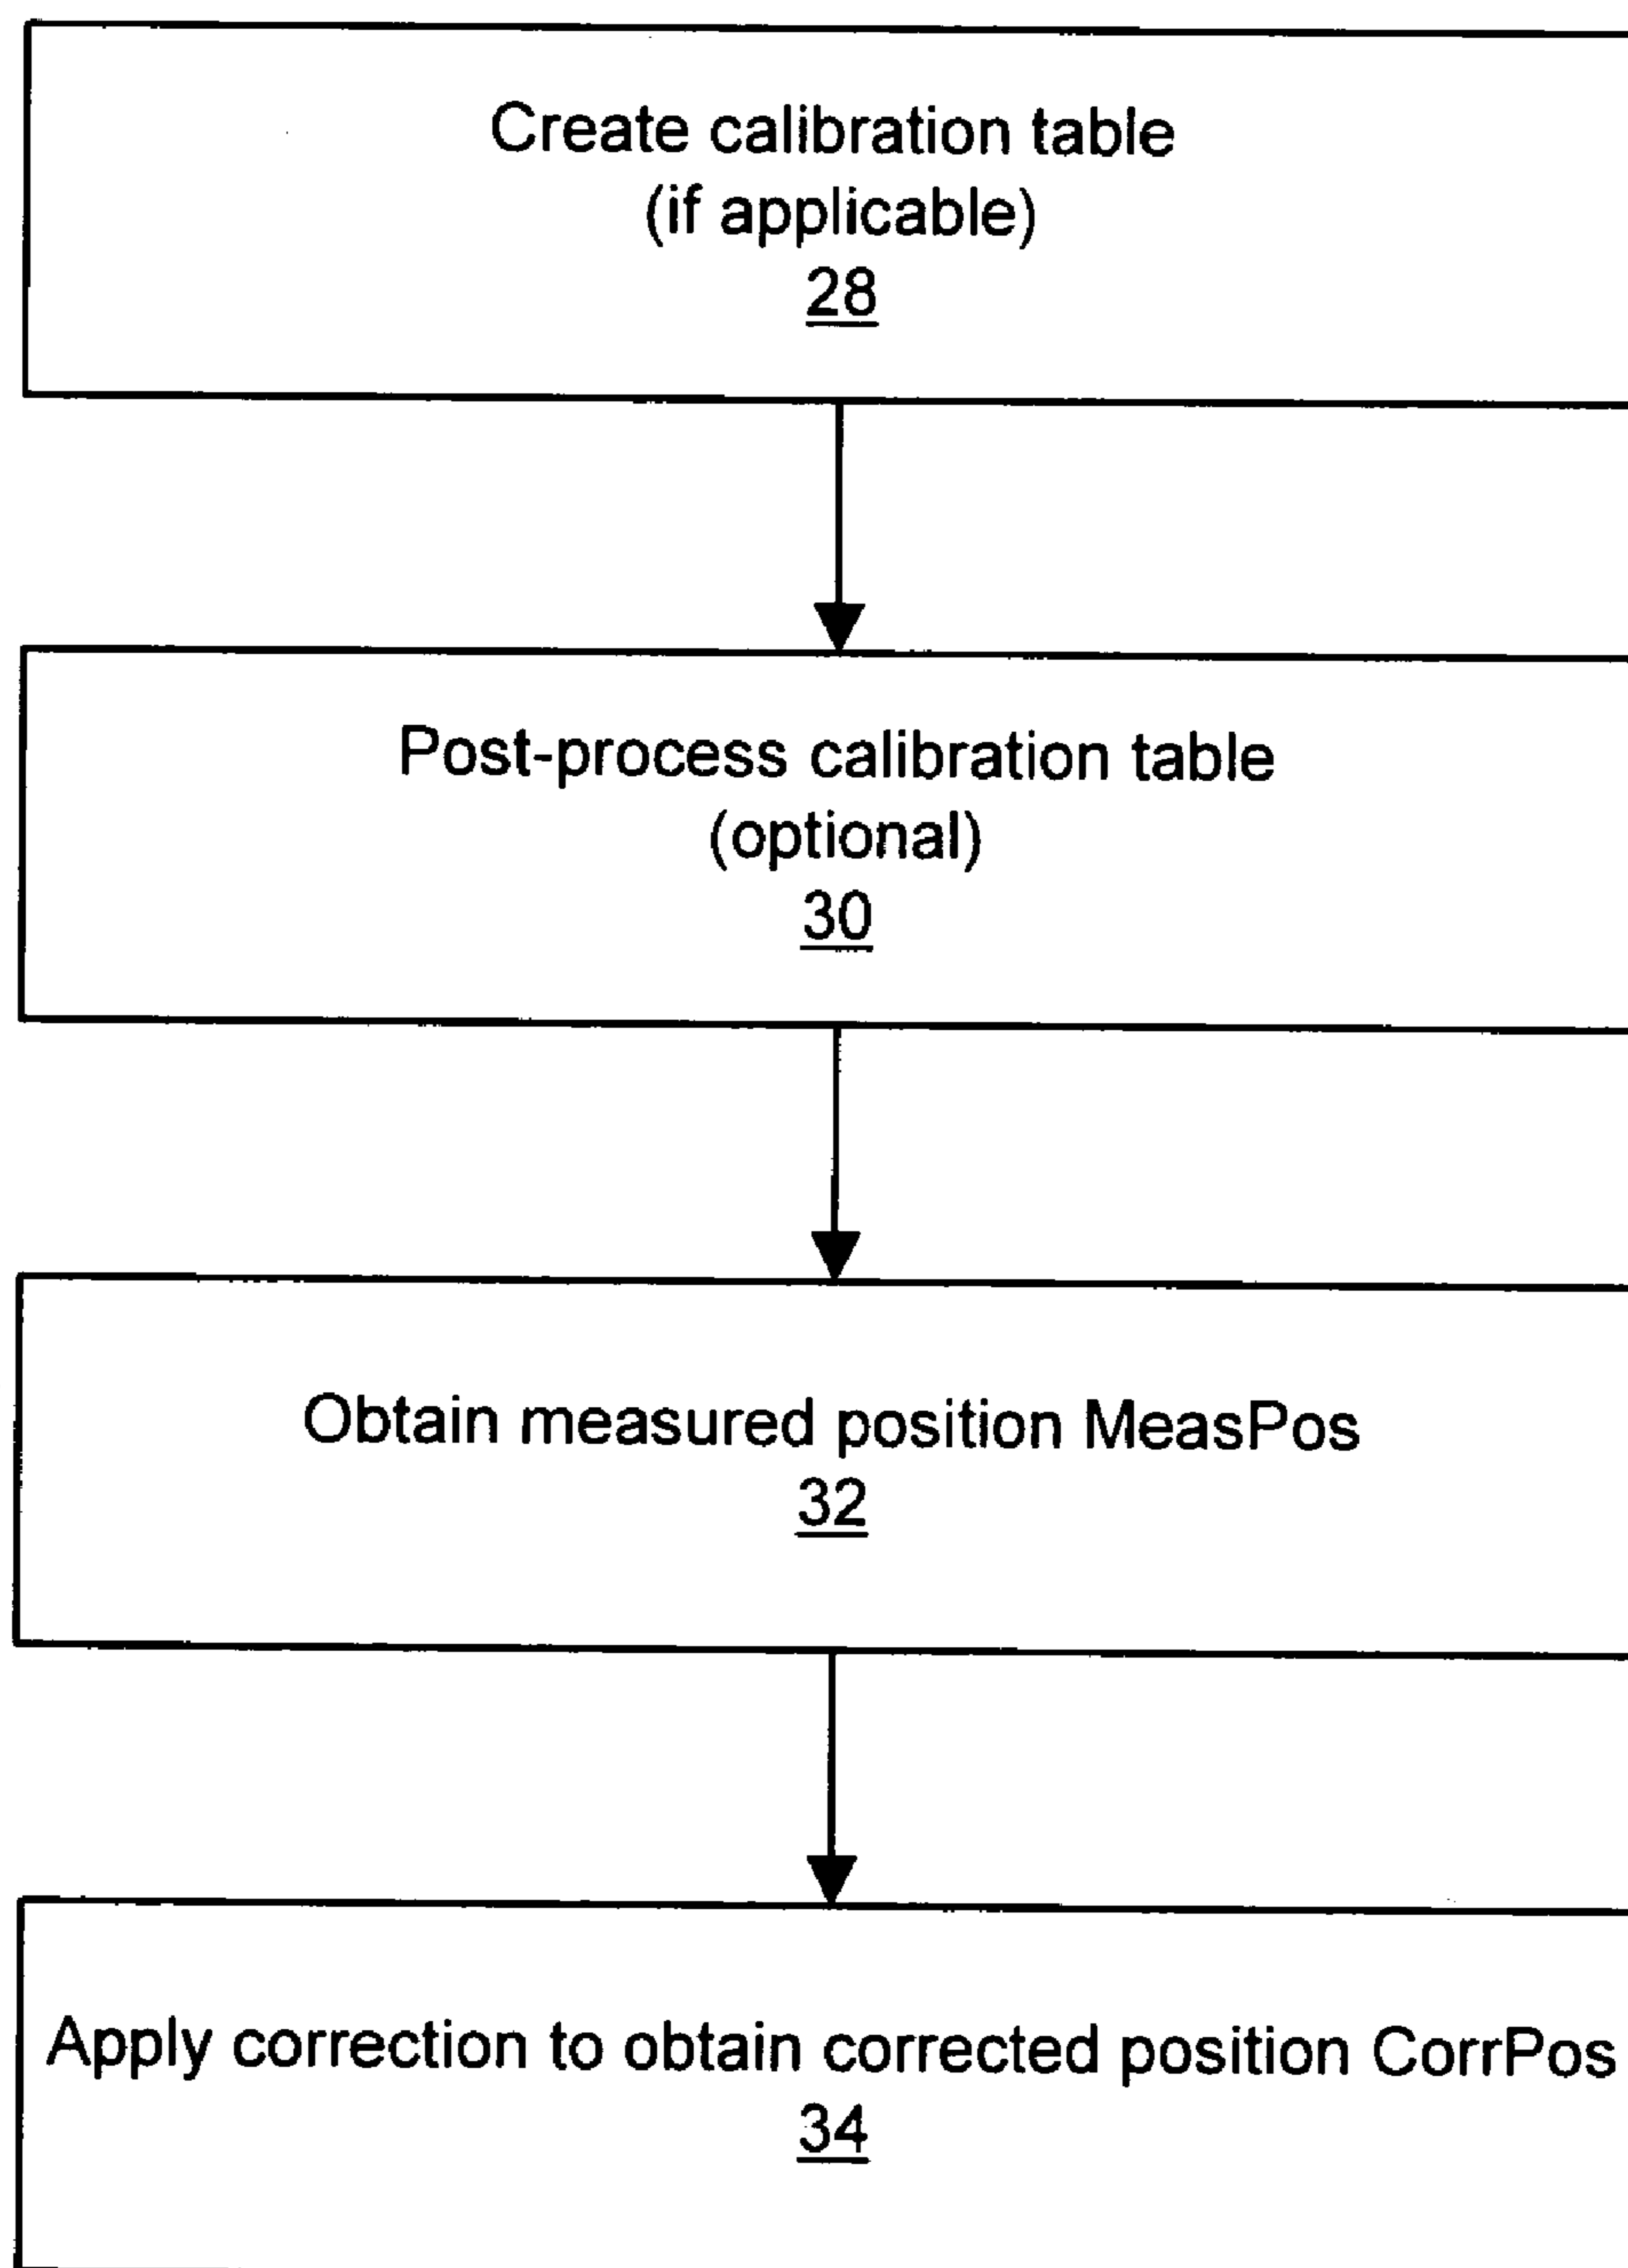 Create calibration table
(if applicable)
28
Post-process calibration table
(optional)
30
Obtain measured position MeasPos
32
Apply correction to obtain corrected position CorrPos
34